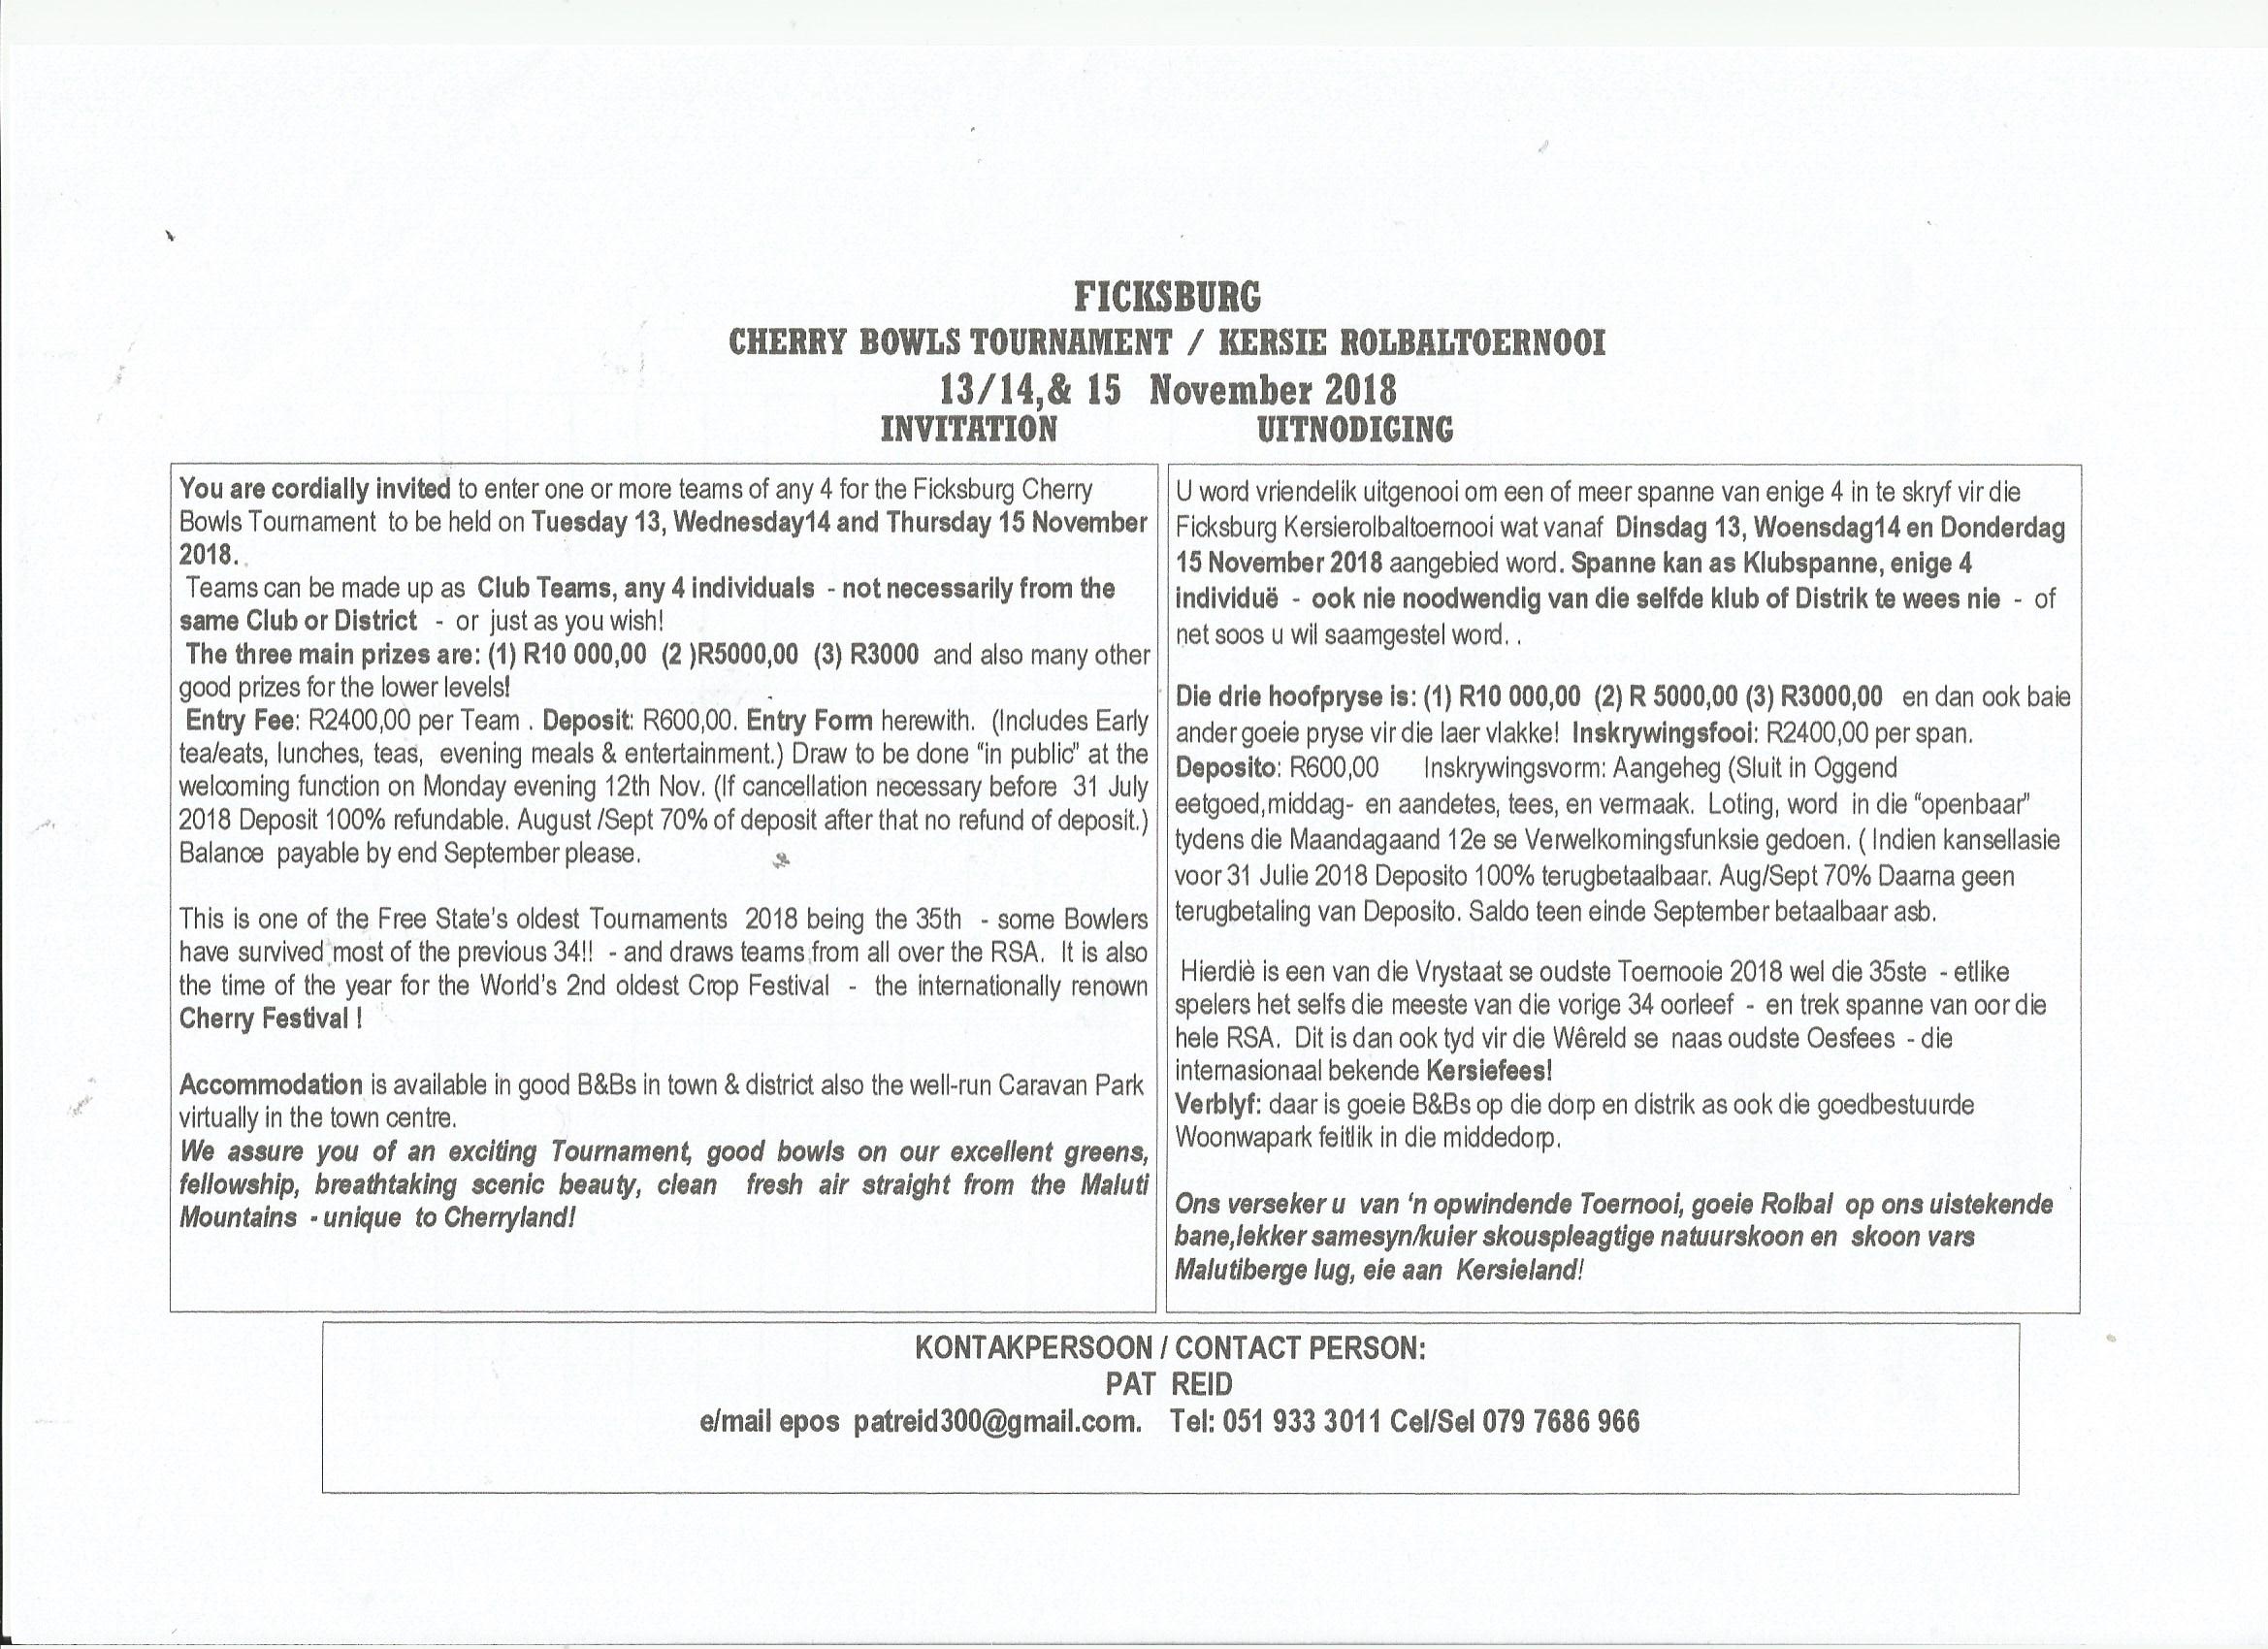 FICKSBURG
CHERRY BOWLS TOURNAMENT / KERSIE ROLBALTOERNOOI
13/14,& 15 November 2018
INVITATION UITNODIGING
You are cordially invited to enter one or more teams of any 4 for the Ficksburg Cherry
Bowls Tournament to be held on Tuesday 13, Wednesday14 and Thursday 15 November
2018.
Teams can be made up as Club Teams, any 4 individuals - not necessarily from the
same Club or District - or just as you wish!
The three main prizes are: (1) R10 000,00 (2 )R5000,00 (3) R3000 and also many other
good prizes for the lower levels!
Entry Fee: R2400,00 per Team . Deposit: R600,00. Entry Form herewith. (Includes Early
tea/eats, lunches, teas, evening meals & entertainment.) Draw to be done “in public” at the
welcoming function on Monday evening 12th Nov. (If cancellation necessary before 31 July
2018 Deposit 100% refundable. August /Sept 70% of deposit after that no refund of deposit.)
Balance payable by end September please.
This is one of the Free State's oldest Tournaments 2018 being the 35th - some Bowlers
have survived most of the previous 34!! - and draws teams from all over the RSA. It is also
the time of the year for the World's 2nd oldest Crop Festival - the internationally renown
Cherry Festival !
Accommodation is available in good B&Bs in town & district also the well-run Caravan Park
virtually in the town centre.
We assure you of an exciting Tournament, good bowls on our excellent greens,
fellowship, breathtaking scenic beauty, clean fresh air straight from the Maluti
Mountains - unique to Cherryland!
U word vriendelik uitgenooi om een of meer spanne van enige 4 in te skryf vir die
Ficksburg Kersierolbaltoernooi wat vanaf Dinsdag 13, Woensdag14 en Donderdag
15 November 2018 aangebied word. Spanne kan as Klubspanne, enige 4
individuë - ook nie noodwendig van die selfde klub of Distrik te wees nie - of
net soos u wil saamgestel word. .
Die drie hoofpryse is: (1) R10 000,00 (2) R 5000,00 (3) R3000,00 en dan ook baie
ander goeie pryse vir die laer vlakke! Inskrywingsfooi: R2400,00 per span.
Deposito: R600,00 Inskrywingsvorm: Aangeheg (Sluit in Oggend
eetgoed,middag- en aandetes, tees, en vermaak. Loting, word in die “openbaar”
tydens die Maandagaand 12e se Verwelkomingsfunksie gedoen. ( Indien kansellasie
voor 31 Julie 2018 Deposito 100% terugbetaalbaar. Aug/Sept 70% Daarna geen
terugbetaling van Deposito. Saldo teen einde September betaalbaar asb.
Hierdiè is een van die Vrystaat se oudste Toernooie 2018 wel die 35ste - etlike
spelers het selfs die meeste van die vorige 34 oorleef - en trek spanne van oor die
hele RSA. Dit is dan ook tyd vir die Wêreld se naas oudste Oesfees - die
internasionaal bekende Kersiefees!
Verblyf: daar is goeie B&Bs op die dorp en distrik as ook die goedbestuurde
Woonwapark feitlik in die middedorp.
Ons verseker u van 'n opwindende Toernooi, goeie Rolbal op ons uistekende
bane,lekker samesyn/kuier skouspleagtige natuurskoon en skoon vars
Malutiberge lug, eie aan Kersieland!
KONTAKPERSOON / CONTACT PERSON:
PAT REID
e/mail epos patreid300@gmail.com. Tel: 051 933 3011 Cel/Sel 079 7686 966